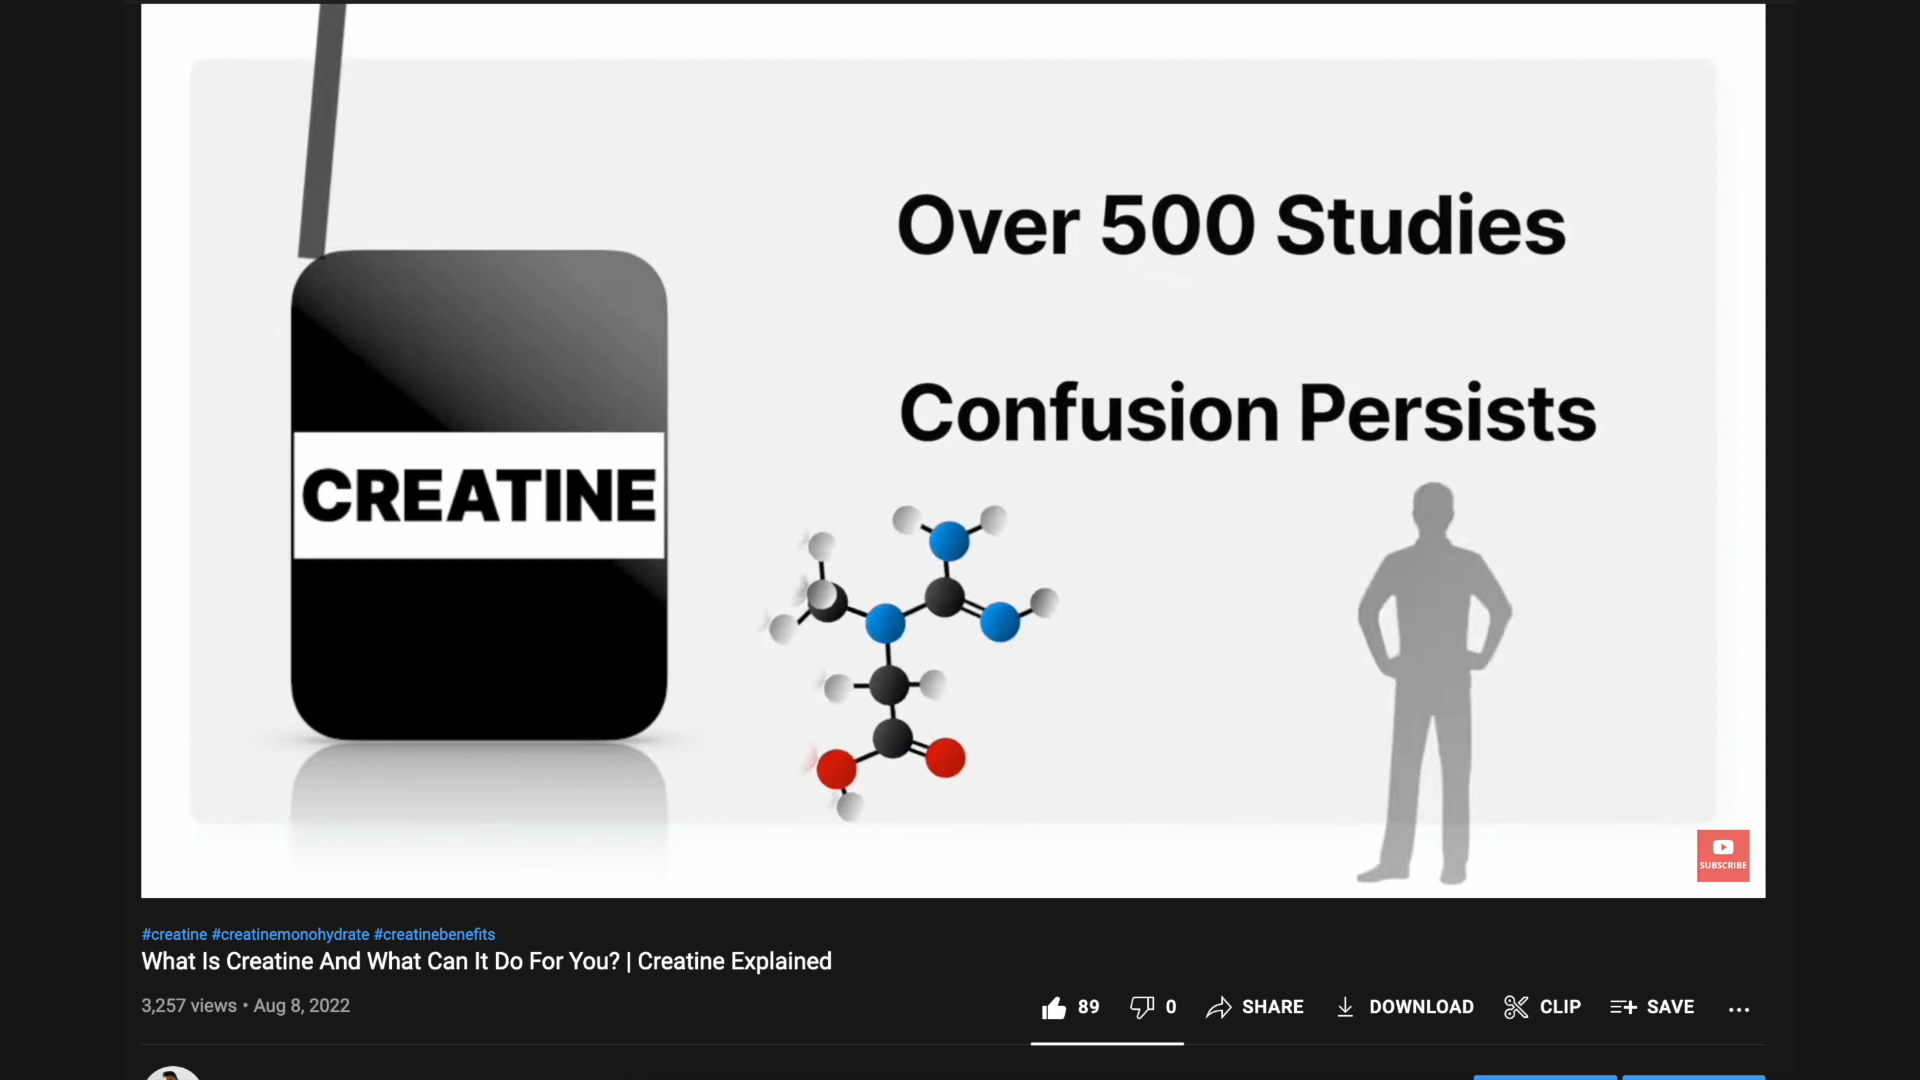 Over 500 Studies
Confusion Persists
CREATINE
SUBSCRIBE
#creatine #creatinemonohydrate #creatinebenefits
What Is Creatine And What Can It Do For You? | Creatine Explained
3,257 views • Aug 8, 2022
89 0 SHARE DOWNLOAD CLIP SAVE ...